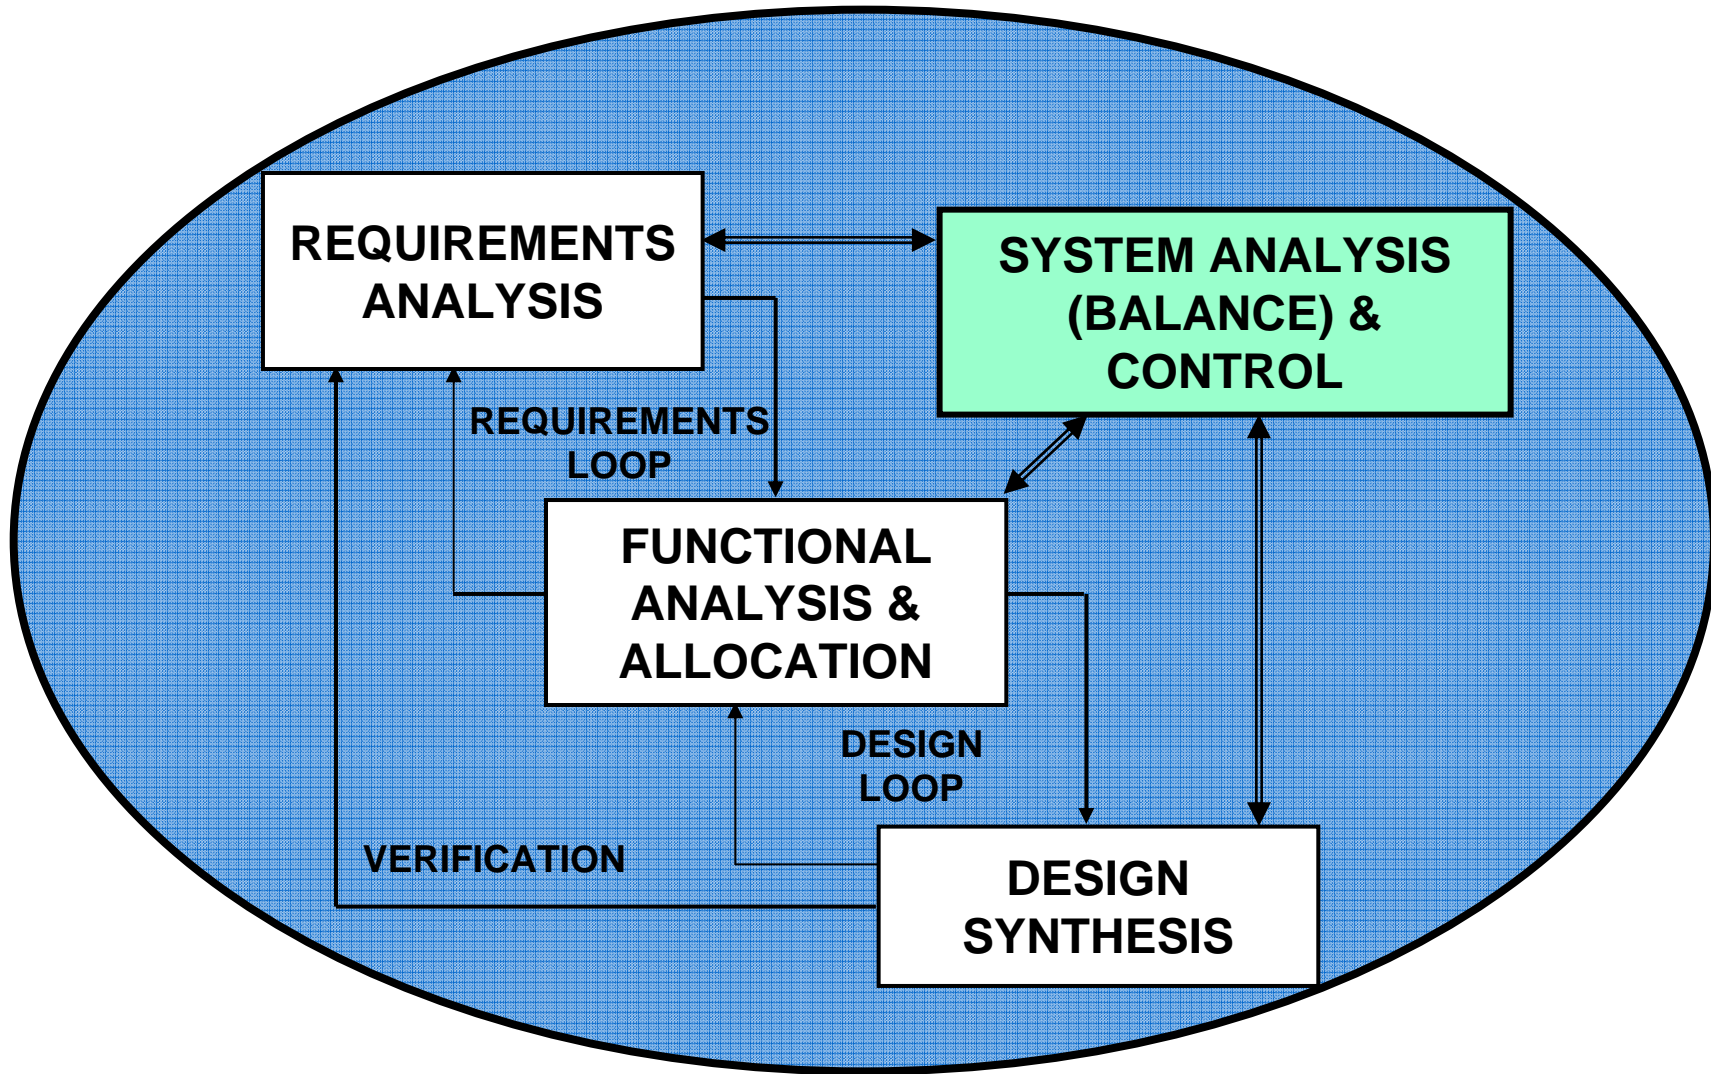 REQUIREMENTS
ANALYSIS
SYSTEM ANALYSIS
(BALANCE) &
CONTROL
REQUIREMENTS
LOOP
FUNCTIONAL
ANALYSIS &
ALLOCATION
DESIGN
LOOP
VERIFICATION
DESIGN
SYNTHESIS